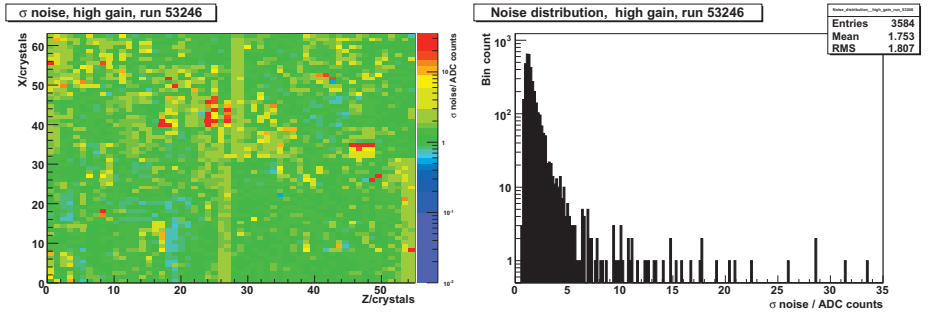 σ noise, high gain, run 53246
X/crystals
60
50
40
30
20
10
0
0 10 20 30 40 50
Z/crystals
σ noise/ ADC counts
10
1
10⁻¹
10⁻²
Noise distribution, high gain, run 53246
Noise_distribution__high_gain_run_53246
Entries 3584
Mean 1.753
RMS 1.807
Bin count
10³
10²
10
1
0 5 10 15 20 25 30 35
σ noise / ADC counts